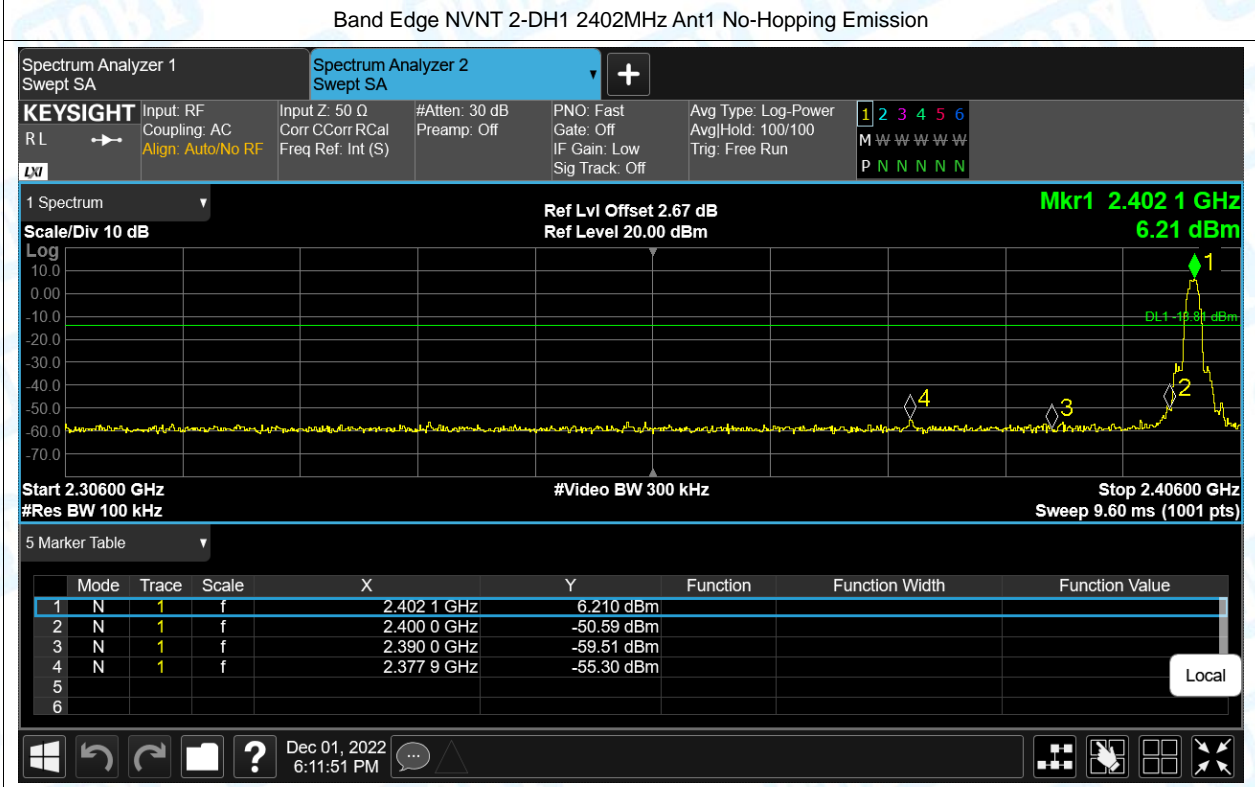 Band Edge NVNT 2-DH1 2402MHz Ant1 No-Hopping Emission
Spectrum Analyzer 1
Swept SA
Spectrum Analyzer 2
Swept SA
KEYSIGHT
R L
LXI
Input: RF
Coupling: AC
Align: Auto/No RF
Input Z: 50 Ω
Corr CCorr RCal
Freq Ref: Int (S)
#Atten: 30 dB
Preamp: Off
PNO: Fast
Gate: Off
IF Gain: Low
Sig Track: Off
Avg Type: Log-Power
Avg|Hold: 100/100
Trig: Free Run
1 2 3 4 5 6
M W W W W W
P N N N N N
1 Spectrum
Scale/Div 10 dB
Ref Lvl Offset 2.67 dB
Ref Level 20.00 dBm
Mkr1 2.402 1 GHz
6.21 dBm
Log
10.0
0.00
-10.0
-20.0
-30.0
-40.0
-50.0
-60.0
-70.0
1
DL1 -13.81 dBm
2
4
3
Start 2.30600 GHz
#Res BW 100 kHz
#Video BW 300 kHz
Stop 2.40600 GHz
Sweep 9.60 ms (1001 pts)
5 Marker Table
Mode Trace Scale X Y Function Function Width Function Value
1 N 1 f 2.402 1 GHz 6.210 dBm
2 N 1 f 2.400 0 GHz -50.59 dBm
3 N 1 f 2.390 0 GHz -59.51 dBm
4 N 1 f 2.377 9 GHz -55.30 dBm
5
6
Local
?
Dec 01, 2022
6:11:51 PM